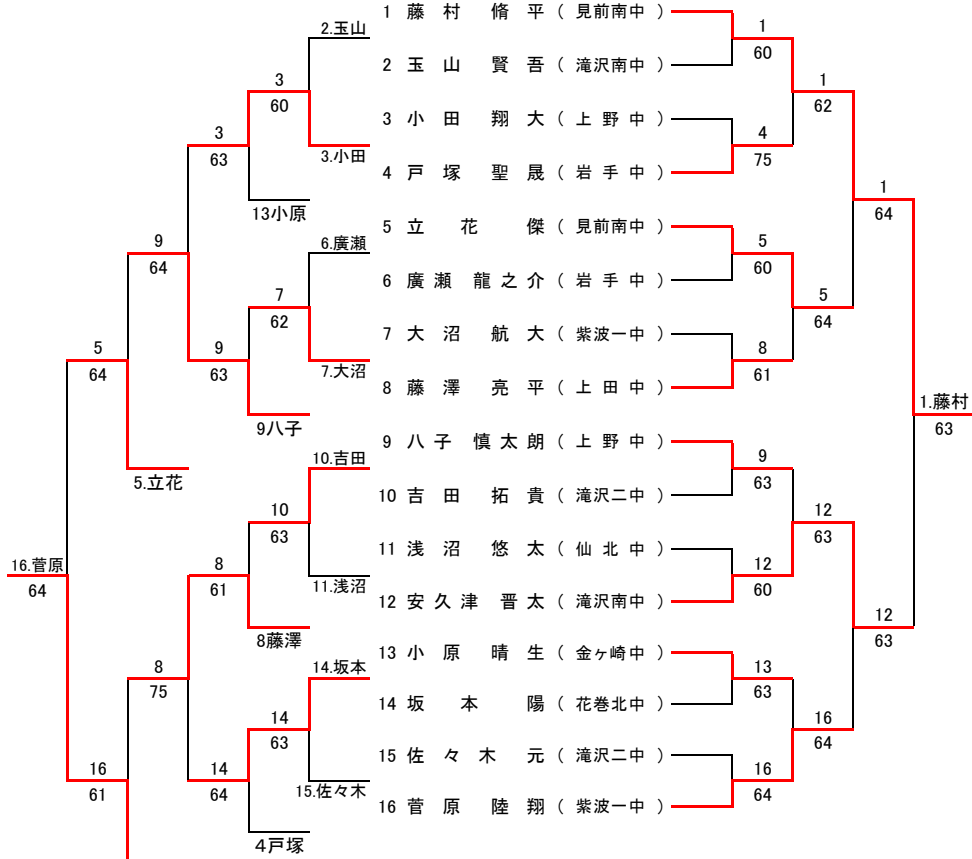 1 藤村 脩平 ( 見前南中 )
2 玉山 賢吾 ( 滝沢南中 )
3 小田 翔大 ( 上野中 )
4 戸塚 聖晟 ( 岩手中 )
5 立花 傑 ( 見前南中 )
6 廣瀬 龍之介 ( 岩手中 )
7 大沼 航大 ( 紫波一中 )
8 藤澤 亮平 ( 上田中 )
9 八子 慎太朗 ( 上野中 )
10 吉田 拓貴 ( 滝沢二中 )
11 浅沼 悠太 ( 仙北中 )
12 安久津 晋太 ( 滝沢南中 )
13 小原 晴生 ( 金ヶ崎中 )
14 坂本 陽 ( 花巻北中 )
15 佐々木 元 ( 滝沢二中 )
16 菅原 陸翔 ( 紫波一中 )
1
60
4
75
5
60
8
61
9
63
12
60
13
63
16
64
1
62
5
64
12
63
16
64
1
64
12
63
1.藤村
63
2.玉山
3.小田
6.廣瀬
7.大沼
10.吉田
11.浅沼
14.坂本
15.佐々木
3
60
13小原
7
62
9八子
10
63
8藤澤
14
63
4戸塚
3
63
9
63
8
61
14
64
9
64
5.立花
8
75
5
64
16
61
16.菅原
64